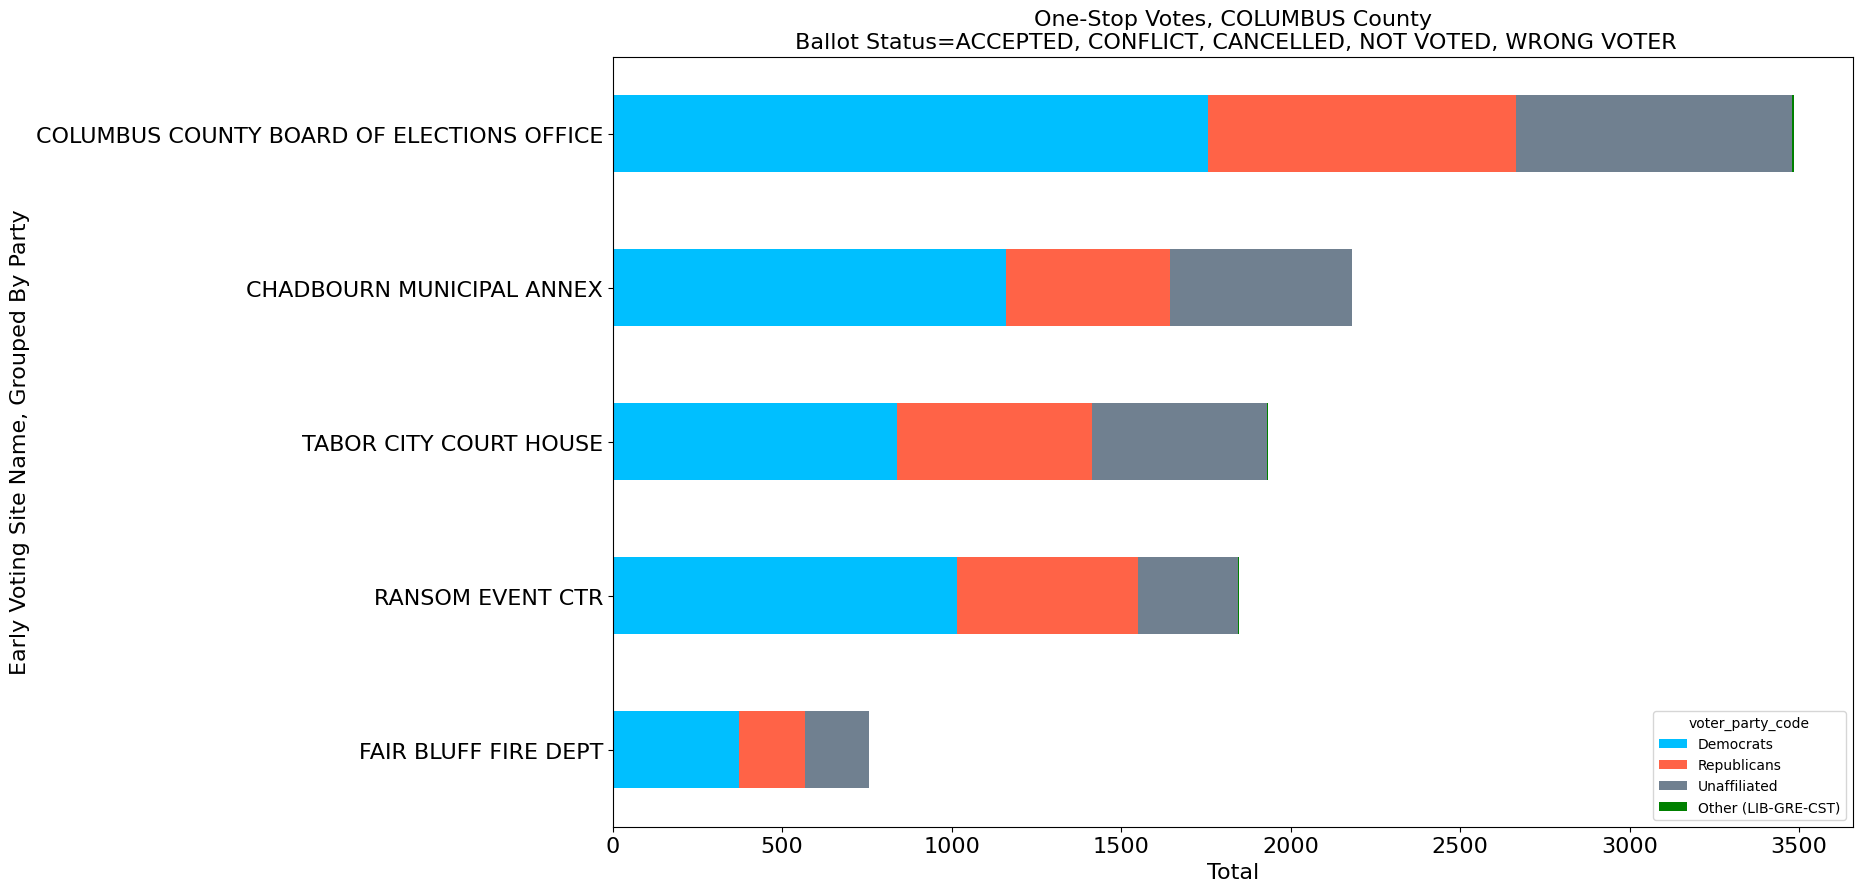 One-Stop Votes, COLUMBUS County
Ballot Status=ACCEPTED, CONFLICT, CANCELLED, NOT VOTED, WRONG VOTER
Early Voting Site Name, Grouped By Party
COLUMBUS COUNTY BOARD OF ELECTIONS OFFICE
CHADBOURN MUNICIPAL ANNEX
TABOR CITY COURT HOUSE
RANSOM EVENT CTR
FAIR BLUFF FIRE DEPT
voter_party_code
Democrats
Republicans
Unaffiliated
Other (LIB-GRE-CST)
0 500 1000 1500 2000 2500 3000 3500
Total